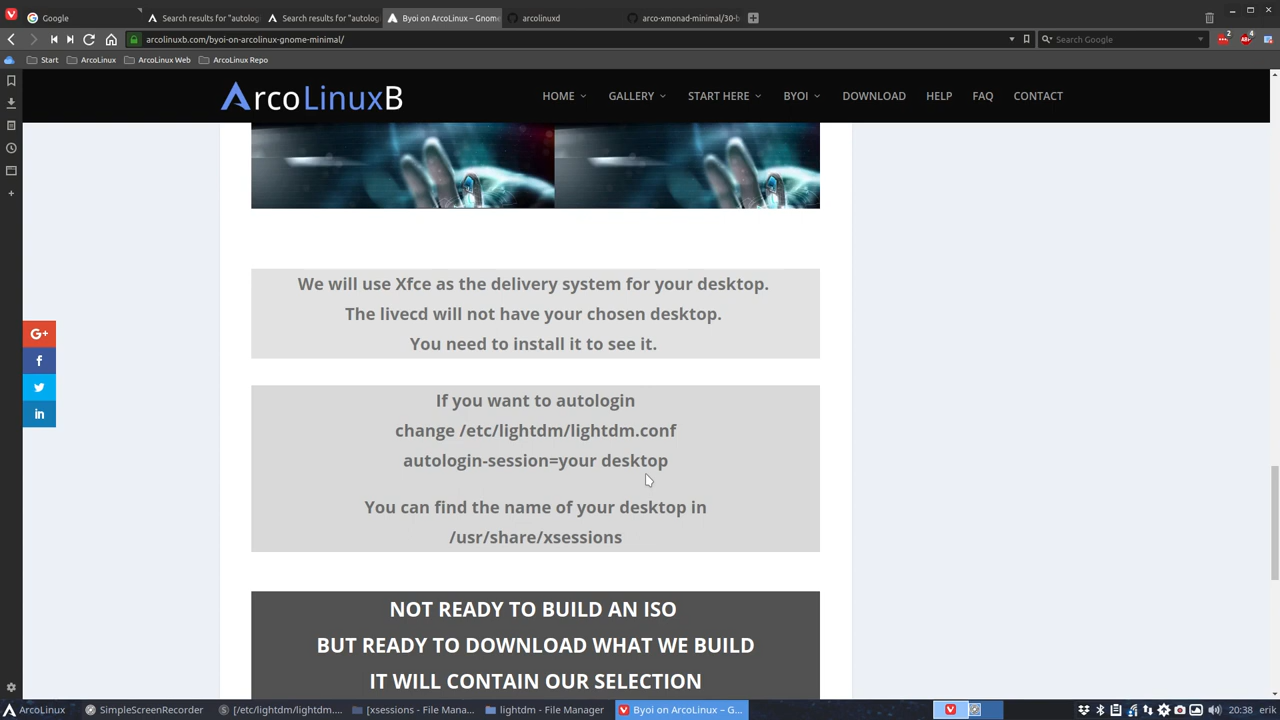 Google
Search results for "autolog
Search results for "autolog
Byoi on ArcoLinux – Gnome
arcolinuxd
arco-xmonad-minimal/30-b
arcolinuxb.com/byoi-on-arcolinux-gnome-minimal/
Search Google
2
4
Start
ArcoLinux
ArcoLinux Web
ArcoLinux Repo
ArcoLinuxB
HOME
GALLERY
START HERE
BYOI
DOWNLOAD
HELP
FAQ
CONTACT
We will use Xfce as the delivery system for your desktop.
The livecd will not have your chosen desktop.
You need to install it to see it.
G+
f
in
If you want to autologin
change /etc/lightdm/lightdm.conf
autologin-session=your desktop
You can find the name of your desktop in
/usr/share/xsessions
NOT READY TO BUILD AN ISO
BUT READY TO DOWNLOAD WHAT WE BUILD
IT WILL CONTAIN OUR SELECTION
ArcoLinux
SimpleScreenRecorder
[/etc/lightdm/lightdm....
[xsessions - File Mana...
lightdm - File Manager
Byoi on ArcoLinux – G...
20:38
erik